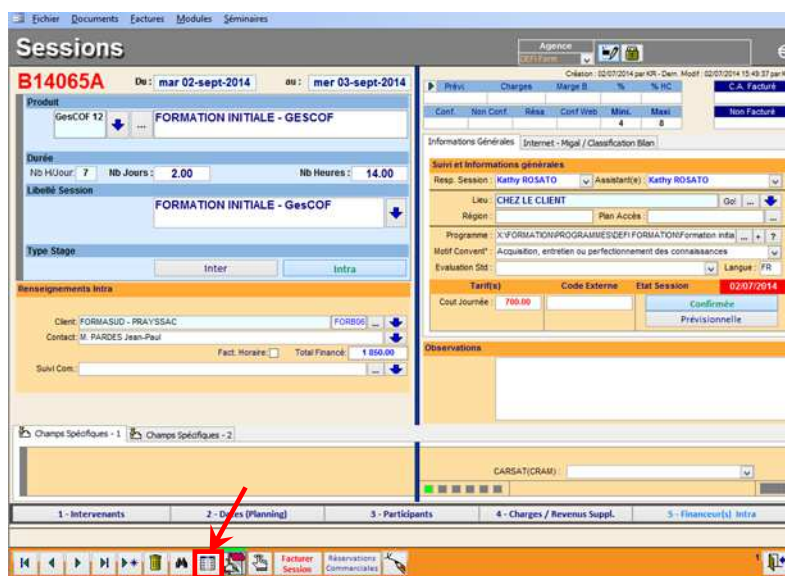 Fichier Documents Factures Modules Séminaires
Sessions
Agence
DEFI Form
Création : 02/07/2014 par KR - Dern. Modif : 02/07/2014 15:49:37 par K
B14065A Du : mar 02-sept-2014 au : mer 03-sept-2014
Prévi. Charges Marge B % % HC C.A. Facturé
Conf. Non Conf. Résa Conf Web Mini. Maxi Non Facturé
4 8
Produit
GesCOF 12 ... FORMATION INITIALE - GESCOF
Informations Générales Internet - Migal / Classification Bilan
Durée
Nb H/Jour: 7 Nb Jours : 2.00 Nb Heures : 14.00
Libellé Session
FORMATION INITIALE - GesCOF
Type Stage
Inter Intra
Suivi et Informations générales
Resp. Session : Kathy ROSATO Assistant(e) : Kathy ROSATO
Lieu : CHEZ LE CLIENT Go! ...
Région : Plan Accès : ...
Programme : X:\FORMATION\PROGRAMMES\DEFI FORMATION\Formation initia ... + ?
Motif Convent° : Acquisition, entretien ou perfectionnement des connaissances
Evaluation Std : Langue : FR
Tarif(s) Code Externe Etat Session 02/07/2014
Cout Journée : 700.00 Confirmée
Prévisionnelle
Renseignements Intra
Client: FORMASUD - PRAYSSAC FORB06 ...
Contact: M. PARDES Jean-Paul
Fact. Horaire: Total Financé: 1 850.00
Suivi Com.: ...
Observations
Champs Spécifiques - 1 Champs Spécifiques - 2
CARSAT(CRAM) :
1 - Intervenants 2 - Dates (Planning) 3 - Participants 4 - Charges / Revenus Suppl. 5 - Financeur(s) Intra
Facturer Session
Réservations Commerciales